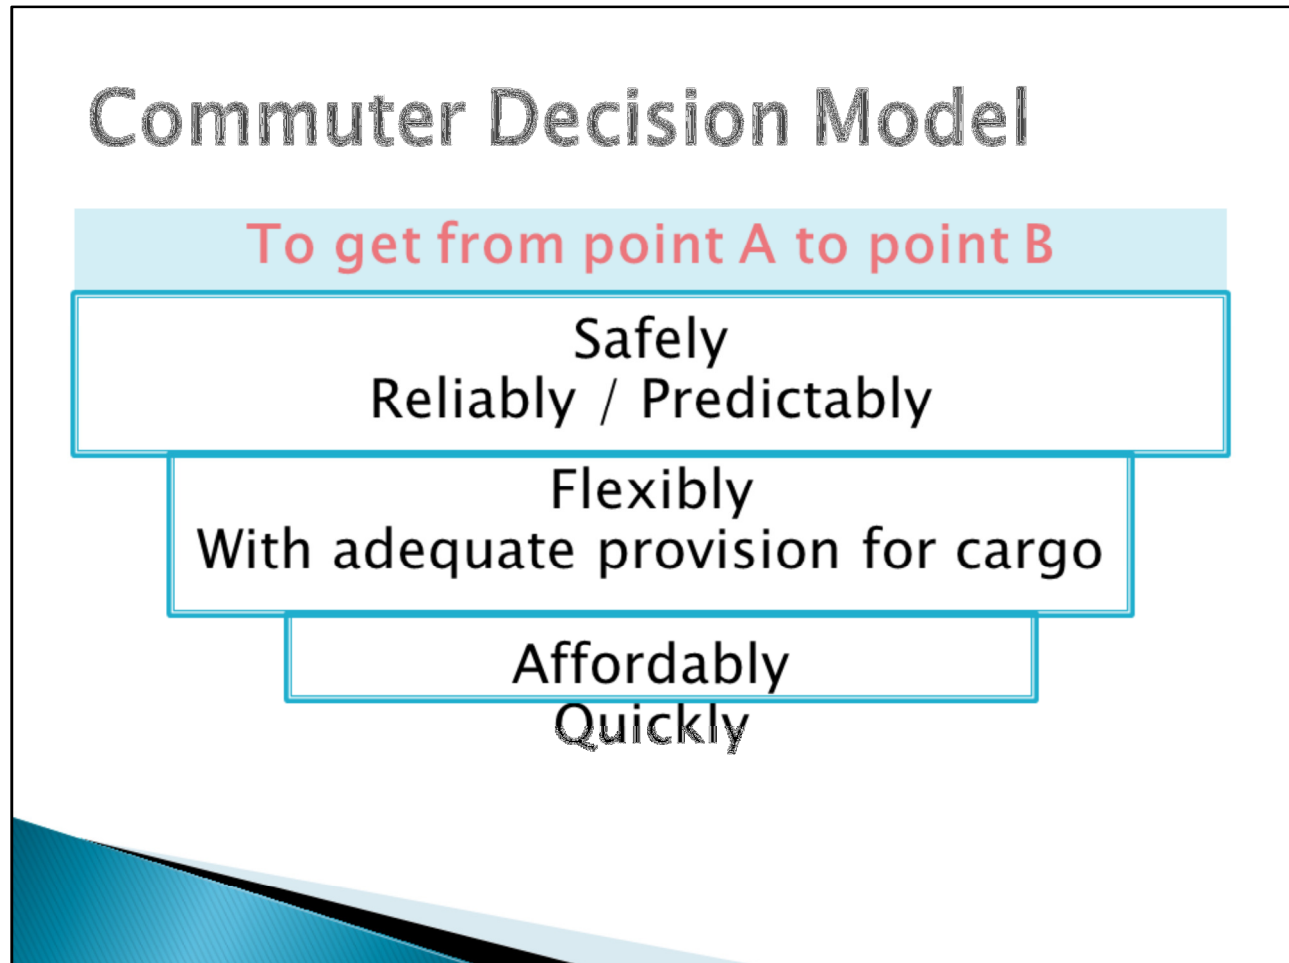 Commuter Decision Model
To get from point A to point B
Safely
Reliably / Predictably
Flexibly
With adequate provision for cargo
Affordably
Quickly